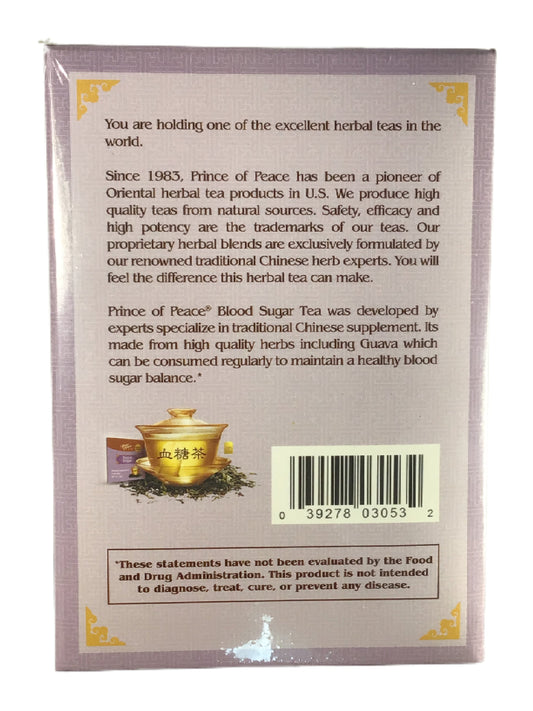 You are holding one of the excellent herbal teas in the
world.
Since 1983, Prince of Peace has been a pioneer of
Oriental herbal tea products in U.S. We produce high
quality teas from natural sources. Safety, efficacy and
high potency are the trademarks of our teas. Our
proprietary herbal blends are exclusively formulated by
our renowned traditional Chinese herb experts. You will
feel the difference this herbal tea can make.
Prince of Peace® Blood Sugar Tea was developed by
experts specialize in traditional Chinese supplement. Its
made from high quality herbs including Guava which
can be consumed regularly to maintain a healthy blood
sugar balance.*
血糖茶
0 39278 03053 2
*These statements have not been evaluated by the Food
and Drug Administration. This product is not intended
to diagnose, treat, cure, or prevent any disease.